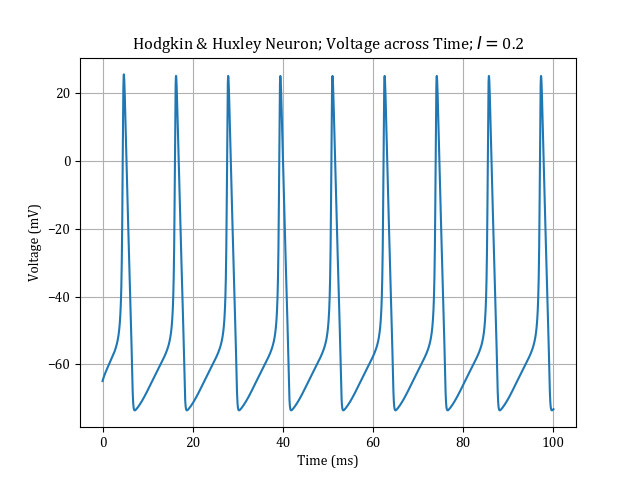 Hodgkin & Huxley Neuron; Voltage across Time; I = 0.2
20
0
−20
−40
−60
Voltage (mV)
0 20 40 60 80 100
Time (ms)